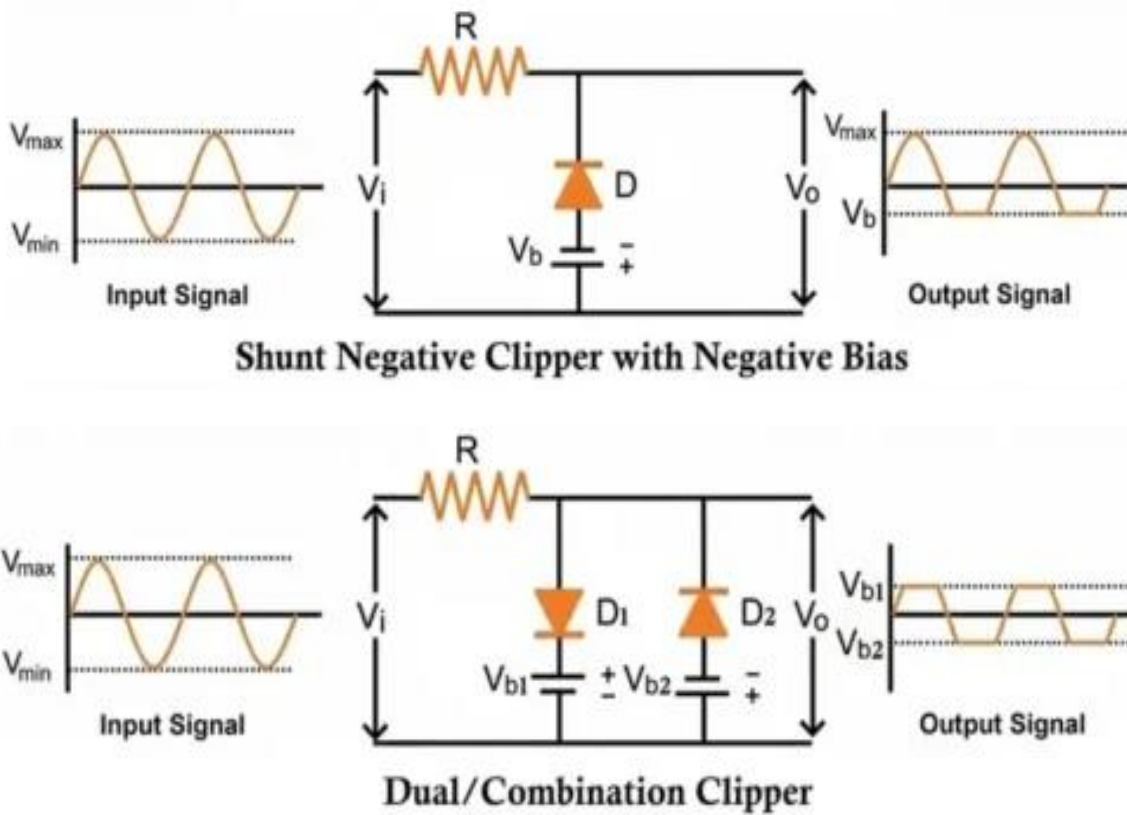 R
Vmax
Vmin
Input Signal
Vi
D
Vb
−
+
Vo
Vmax
Vb
Output Signal
Shunt Negative Clipper with Negative Bias
R
Vmax
Vmin
Input Signal
Vi
D1
Vb1
+
−
D2
Vb2
−
+
Vo
Vb1
Vb2
Output Signal
Dual/Combination Clipper